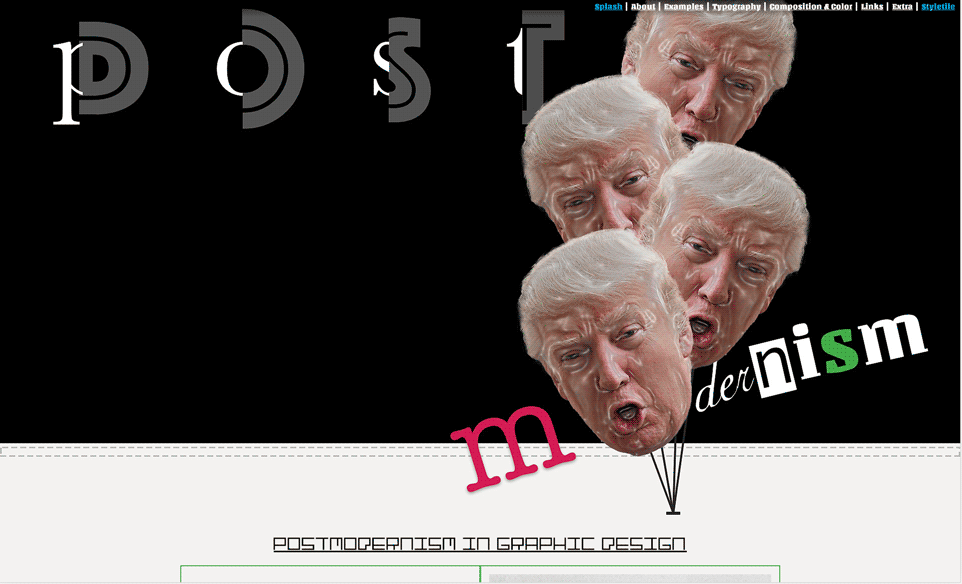 Splash | About | Examples | Typography | Composition & Color | Links | Extra | Styletile
post
m dernism
POSTMODERNISM IN GRAPHIC DESIGN